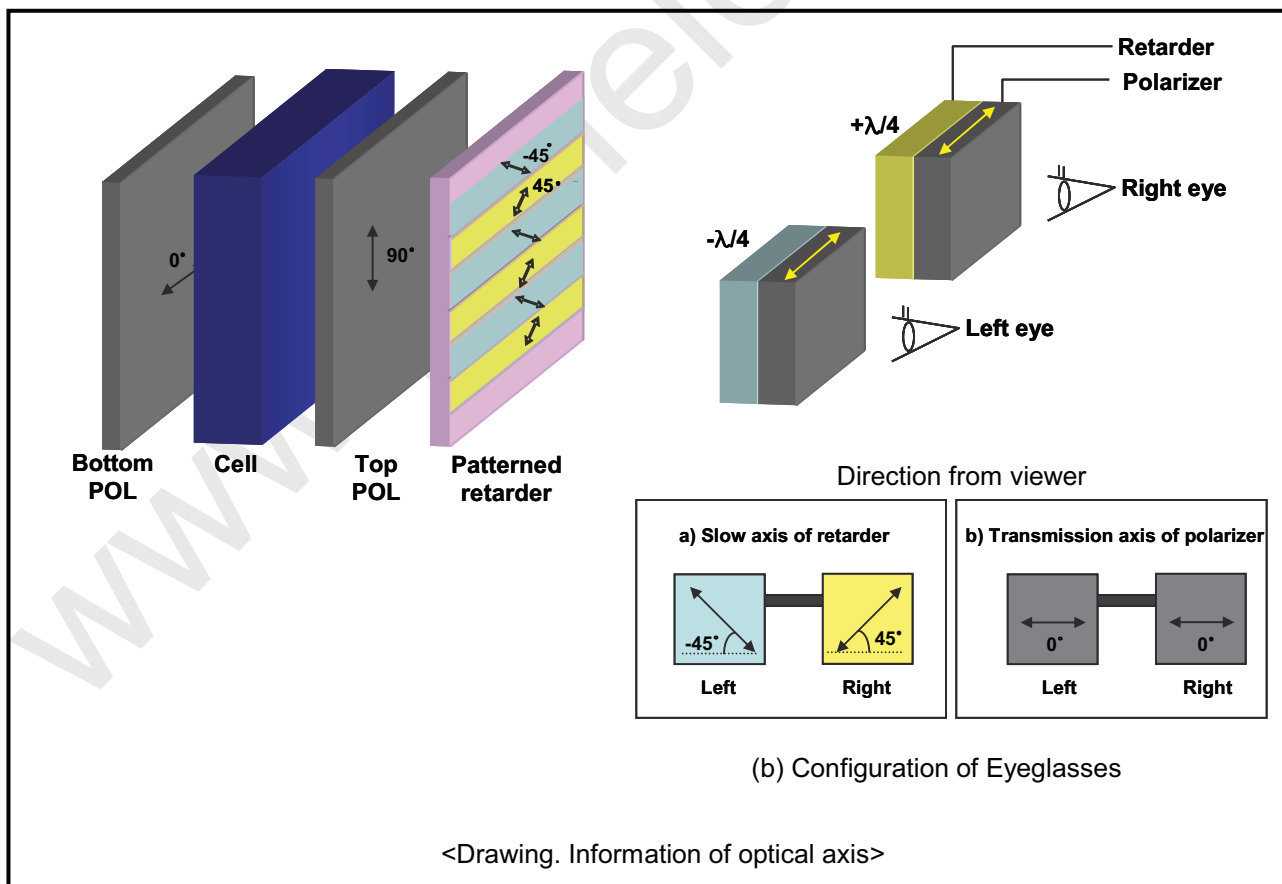 Retarder
Polarizer
+λ/4
Right eye
-λ/4
Left eye
-45°
45°
0°
90°
Bottom
POL
Cell
Top
POL
Patterned
retarder
Direction from viewer
a) Slow axis of retarder
-45°
45°
Left
Right
b) Transmission axis of polarizer
0°
0°
Left
Right
(b) Configuration of Eyeglasses
<Drawing. Information of optical axis>